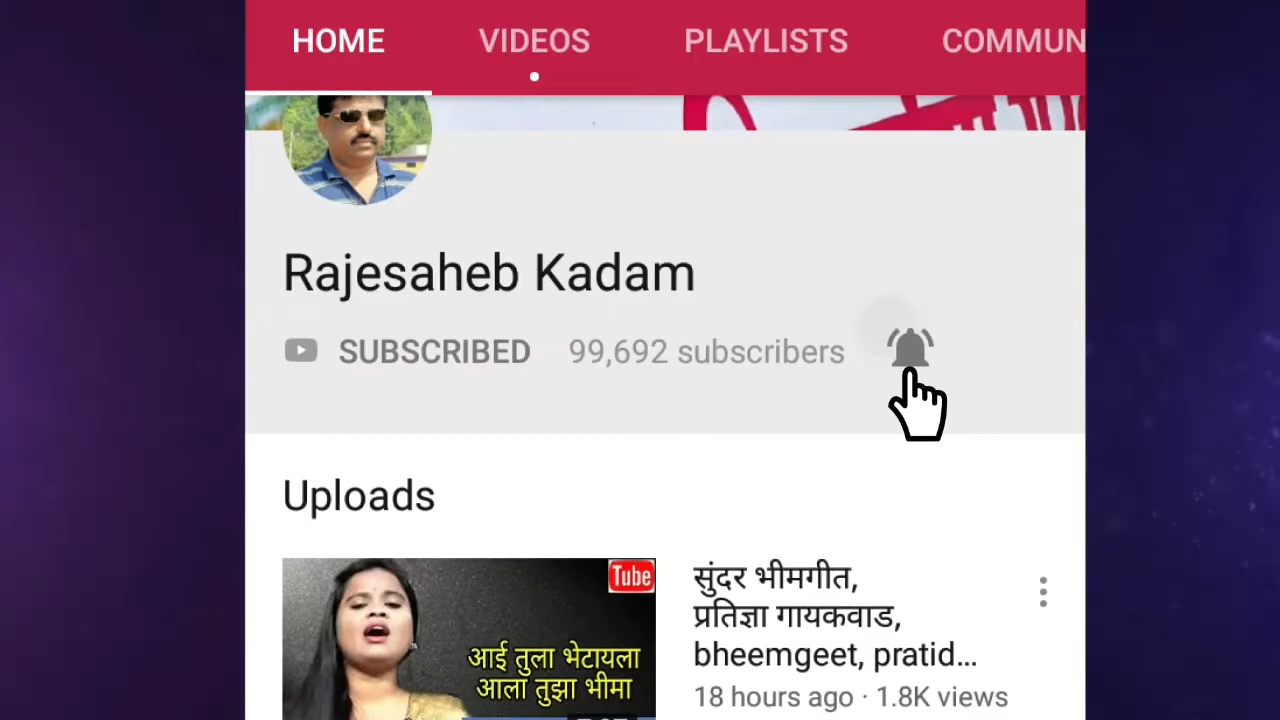 HOME VIDEOS PLAYLISTS COMMUN
Rajesaheb Kadam
SUBSCRIBED 99,692 subscribers
Uploads
Tube
आई तुला भेटायला
आला तुझा भीमा
सुंदर भीमगीत,
प्रतिज्ञा गायकवाड,
bheemgeet, pratid...
18 hours ago · 1.8K views